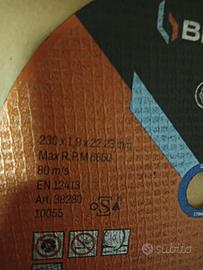 230 x 1,9 x 22,23 mm
Max R.P.M 6650
80 m/s
EN 12413
Art. 38280
10055
subito